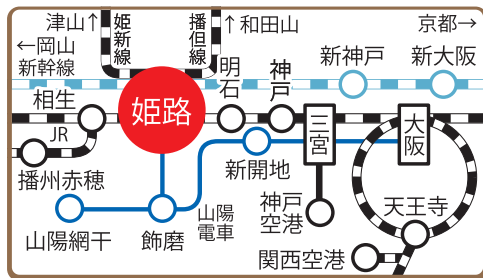 津山↑
姫新線
播但線
↑和田山
京都→
←岡山
新幹線
新神戸
新大阪
相生
姫路
明石
神戸
三宮
大阪
JR
播州赤穂
新開地
山陽網干
飾磨
山陽
電車
神戸
空港
天王寺
関西空港